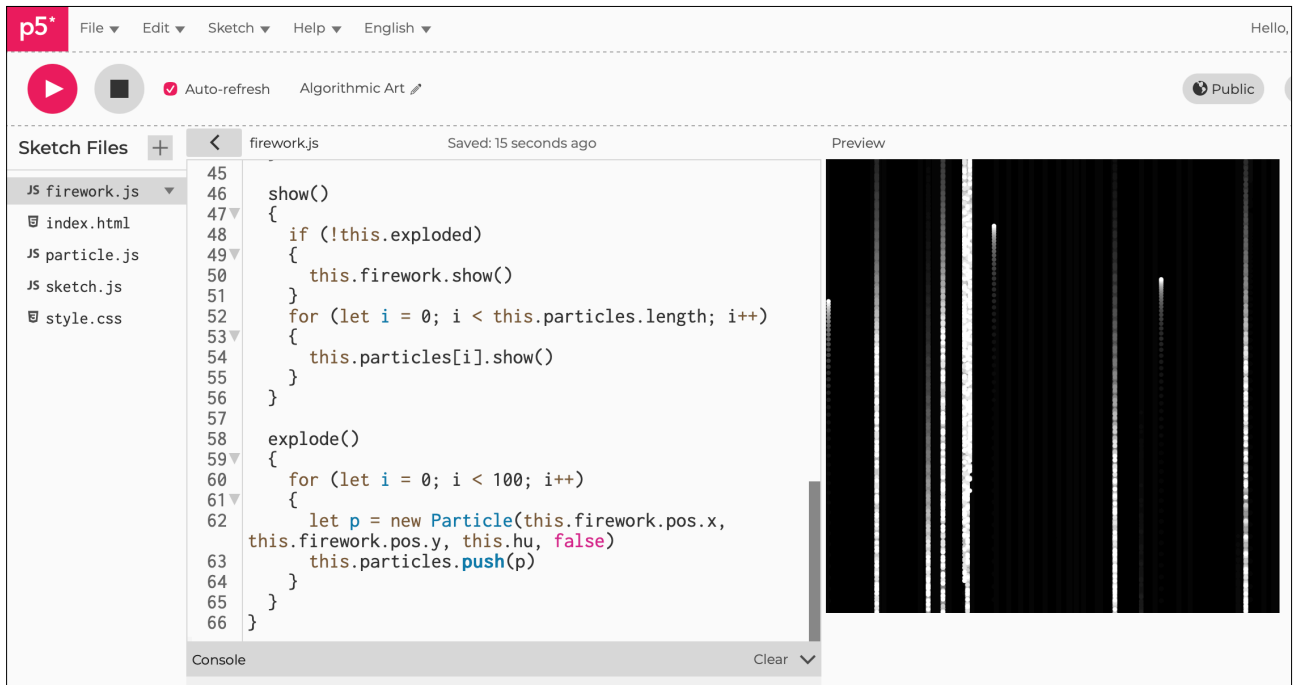 p5* File Edit Sketch Help English Hello,
Auto-refresh Algorithmic Art Public
Sketch Files + firework.js Saved: 15 seconds ago Preview
JS firework.js
index.html
JS particle.js
JS sketch.js
style.css
45
46 show()
47 {
48 if (!this.exploded)
49 {
50 this.firework.show()
51 }
52 for (let i = 0; i < this.particles.length; i++)
53 {
54 this.particles[i].show()
55 }
56 }
57
58 explode()
59 {
60 for (let i = 0; i < 100; i++)
61 {
62 let p = new Particle(this.firework.pos.x,
this.firework.pos.y, this.hu, false)
63 this.particles.push(p)
64 }
65 }
66 }
Console Clear